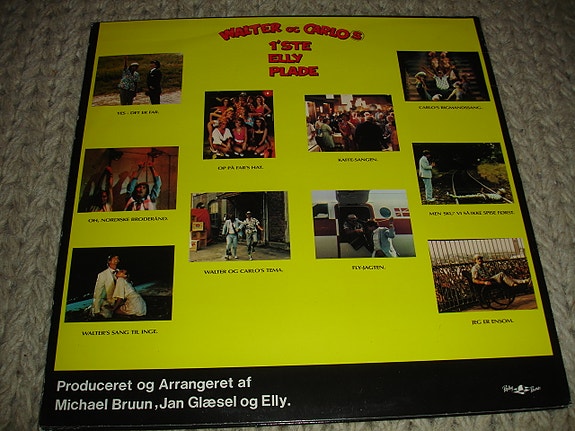 WALTER OG CARLO'S
1'STE
ELLY
PLADE
YES - DET ER FAR.
OP PÅ FAR'S HAT.
KAFFE-SANGEN.
CARLO'S RIGMANDSSANG.
OH, NORDISKE BRODERÅND.
WALTER OG CARLO'S TEMA.
FLY-JAGTEN.
MEN SKU' VI SÅ IKKE SPISE FØRST.
WALTER'S SANG TIL INGE.
JEG ER ENSOM.
Produceret og Arrangeret af
Michael Bruun, Jan Glæsel og Elly.